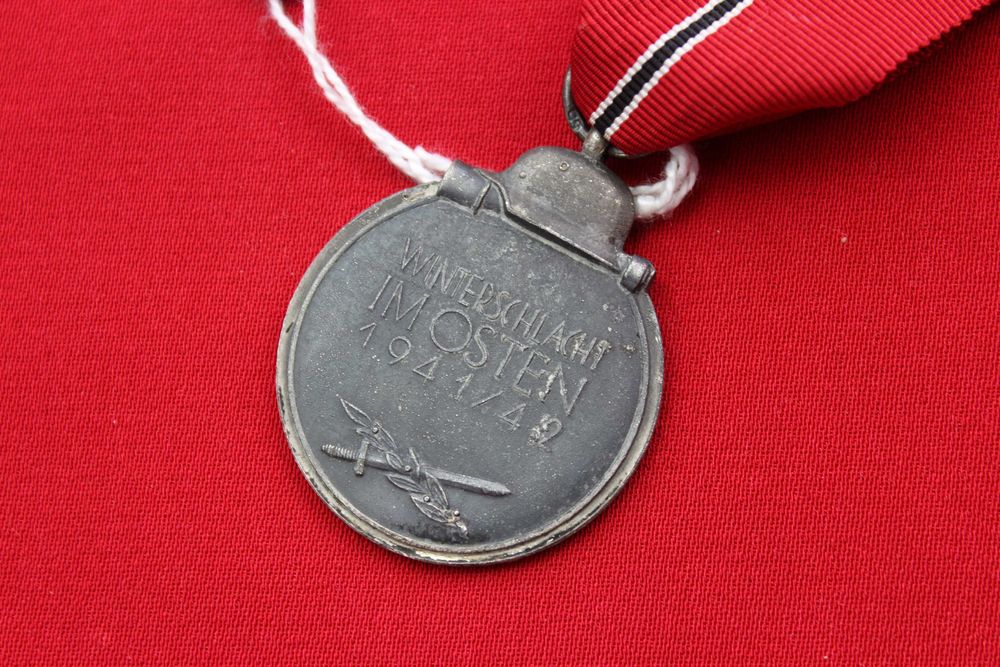 WINTERSCHLACHT
IM OSTEN
1941/42